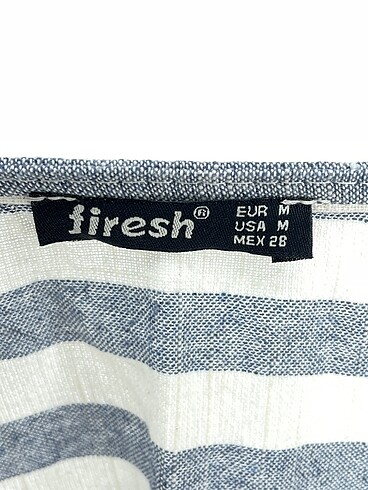 firesh®
EUR M
USA M
MEX 28